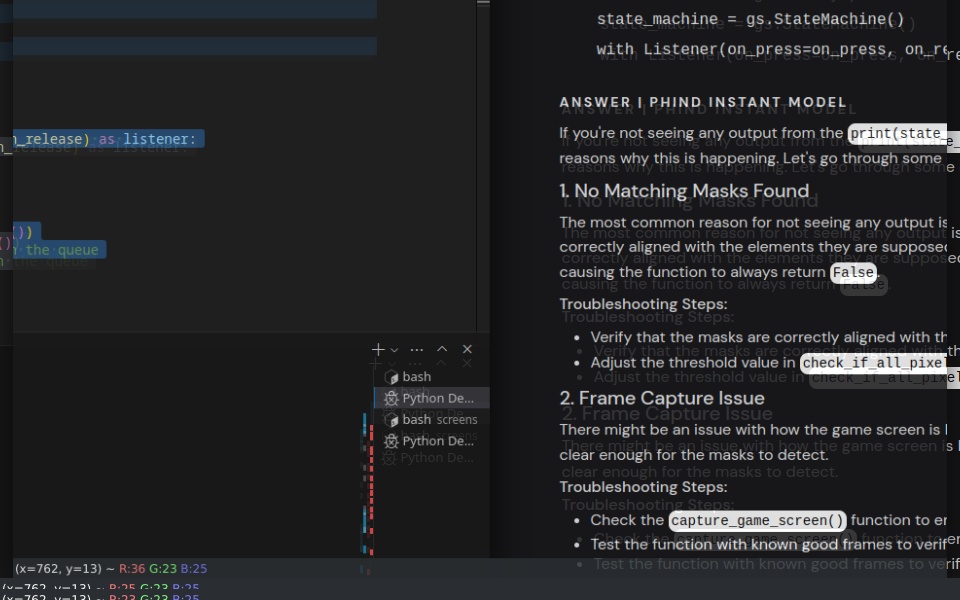 n_release) as listener:
())
n the queue
bash
Python De...
bash screens
Python De...
(x=762, y=13) ~ R:36 G:23 B:25
(x=762, y=13) ~ R:25 G:23 B:25
(x=762, y=13) ~ R:23 G:23 B:25
state_machine = gs.StateMachine()
with Listener(on_press=on_press, on_re
ANSWER | PHIND INSTANT MODEL
If you're not seeing any output from the print(state_
reasons why this is happening. Let's go through some
1. No Matching Masks Found
The most common reason for not seeing any output is
correctly aligned with the elements they are supposed
causing the function to always return False.
Troubleshooting Steps:
• Verify that the masks are correctly aligned with th
• Adjust the threshold value in check_if_all_pixel
2. Frame Capture Issue
There might be an issue with how the game screen is b
clear enough for the masks to detect.
Troubleshooting Steps:
• Check the capture_game_screen() function to en
• Test the function with known good frames to verif